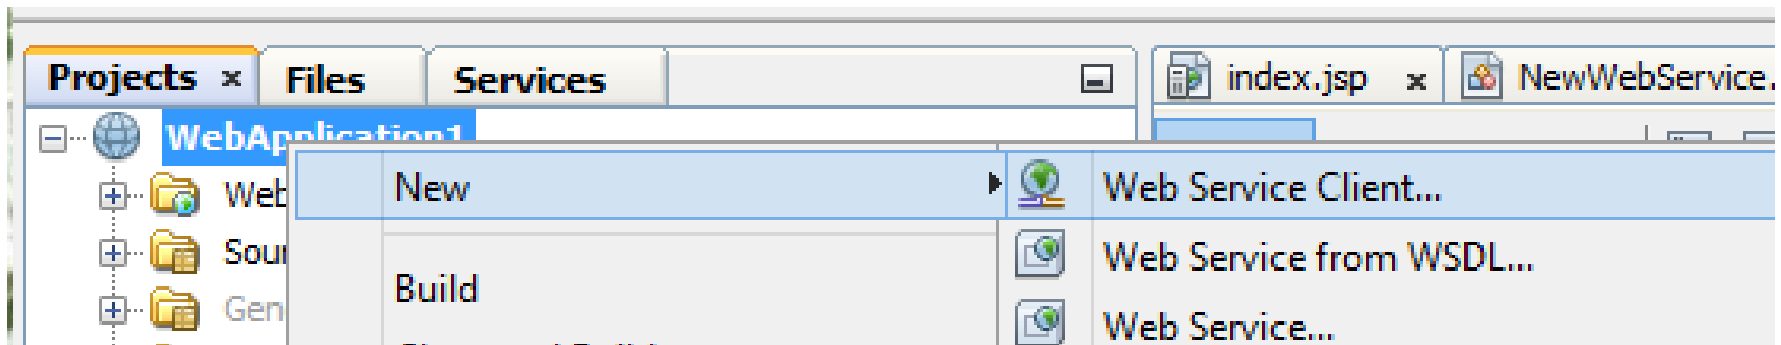 Projects x Files Services index.jsp x NewWebService.
WebApplication1
New Web Service Client...
Web Service from WSDL...
Build
Web Service...